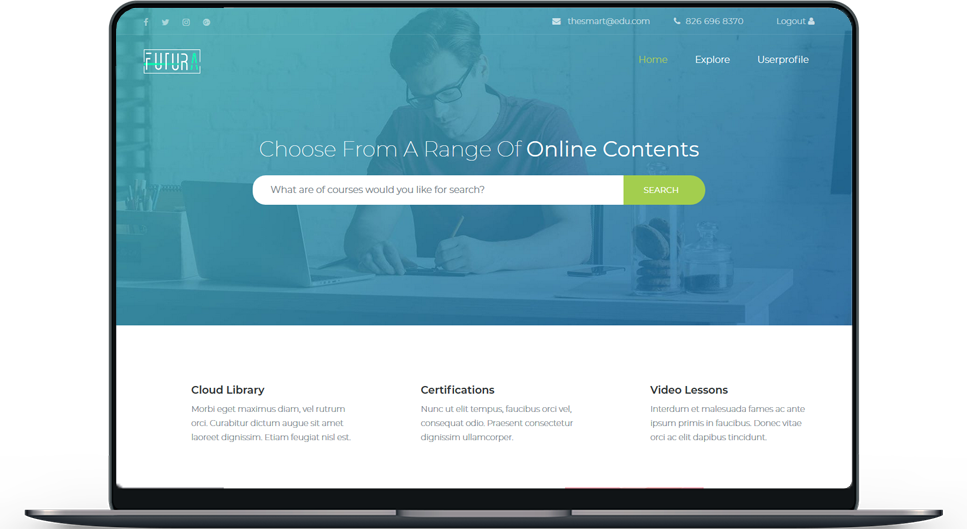 thesmart@edu.com 826 696 8370 Logout
FUTURA
Home Explore Userprofile
Choose From A Range Of Online Contents
What are of courses would you like for search? SEARCH
Cloud Library
Morbi eget maximus diam, vel rutrum
orci. Curabitur dictum augue sit amet
laoreet dignissim. Etiam feugiat nisl est.
Certifications
Nunc ut elit tempus, faucibus orci vel,
consequat odio. Praesent consectetur
dignissim ullamcorper.
Video Lessons
Interdum et malesuada fames ac ante
ipsum primis in faucibus. Donec vitae
orci ac elit dapibus tincidunt.